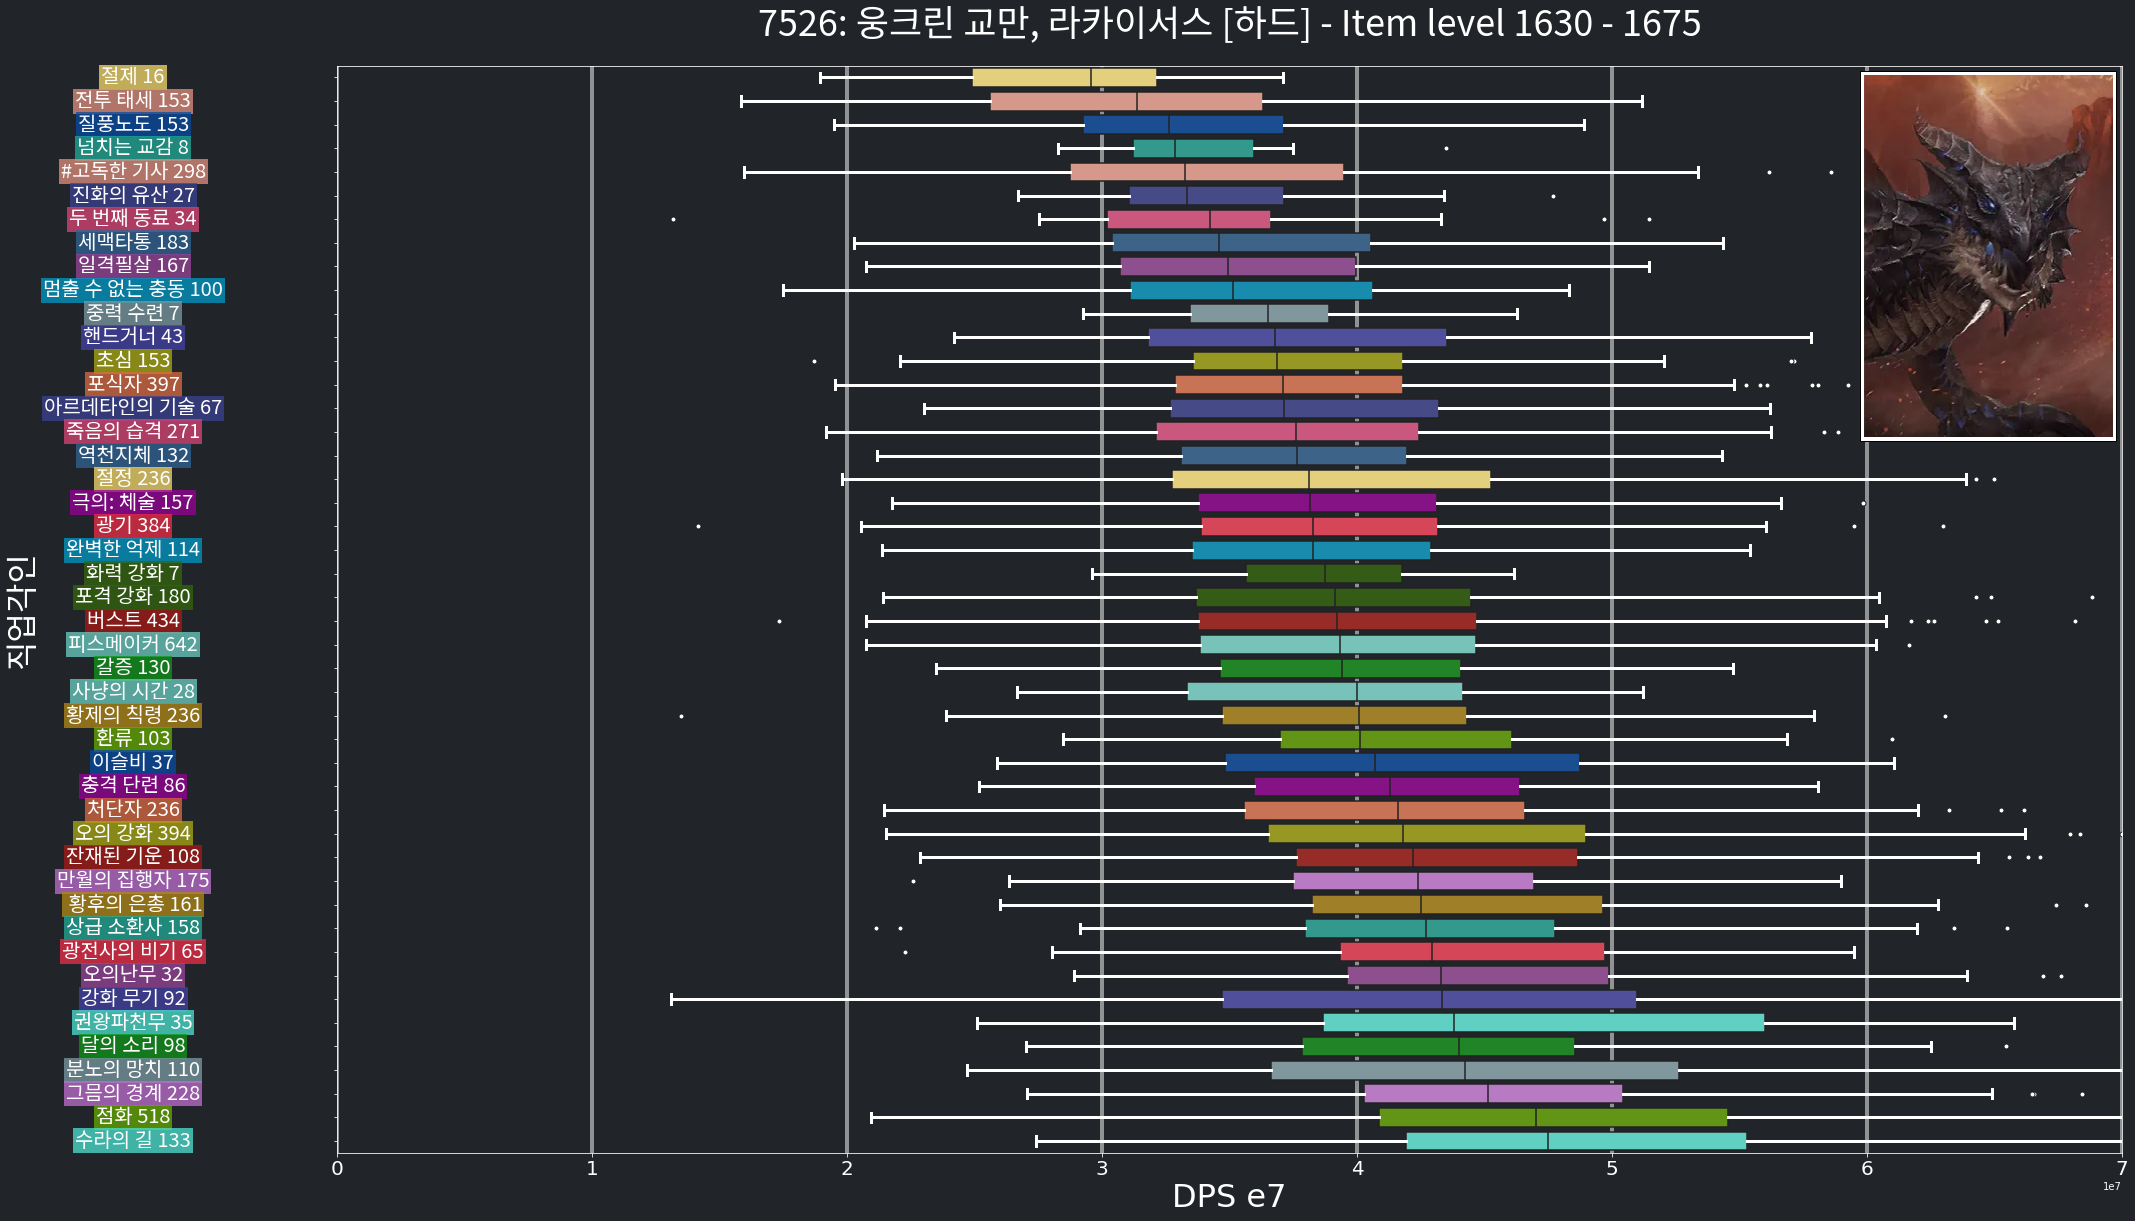 7526: 웅크린 교만, 라카이서스 [하드] - Item level 1630 - 1675
직업각인
절제 16
전투 태세 153
질풍노도 153
넘치는 교감 8
#고독한 기사 298
진화의 유산 27
두 번째 동료 34
세맥타통 183
일격필살 167
멈출 수 없는 충동 100
중력 수련 7
핸드거너 43
초심 153
포식자 397
아르데타인의 기술 67
죽음의 습격 271
역천지체 132
절정 236
극의: 체술 157
광기 384
완벽한 억제 114
화력 강화 7
포격 강화 180
버스트 434
피스메이커 642
갈증 130
사냥의 시간 28
황제의 칙령 236
환류 103
이슬비 37
충격 단련 86
처단자 236
오의 강화 394
잔재된 기운 108
만월의 집행자 175
황후의 은총 161
상급 소환사 158
광전사의 비기 65
오의난무 32
강화 무기 92
권왕파천무 35
달의 소리 98
분노의 망치 110
그믐의 경계 228
점화 518
수라의 길 133
0 1 2 3 4 5 6 7
1e7
DPS e7